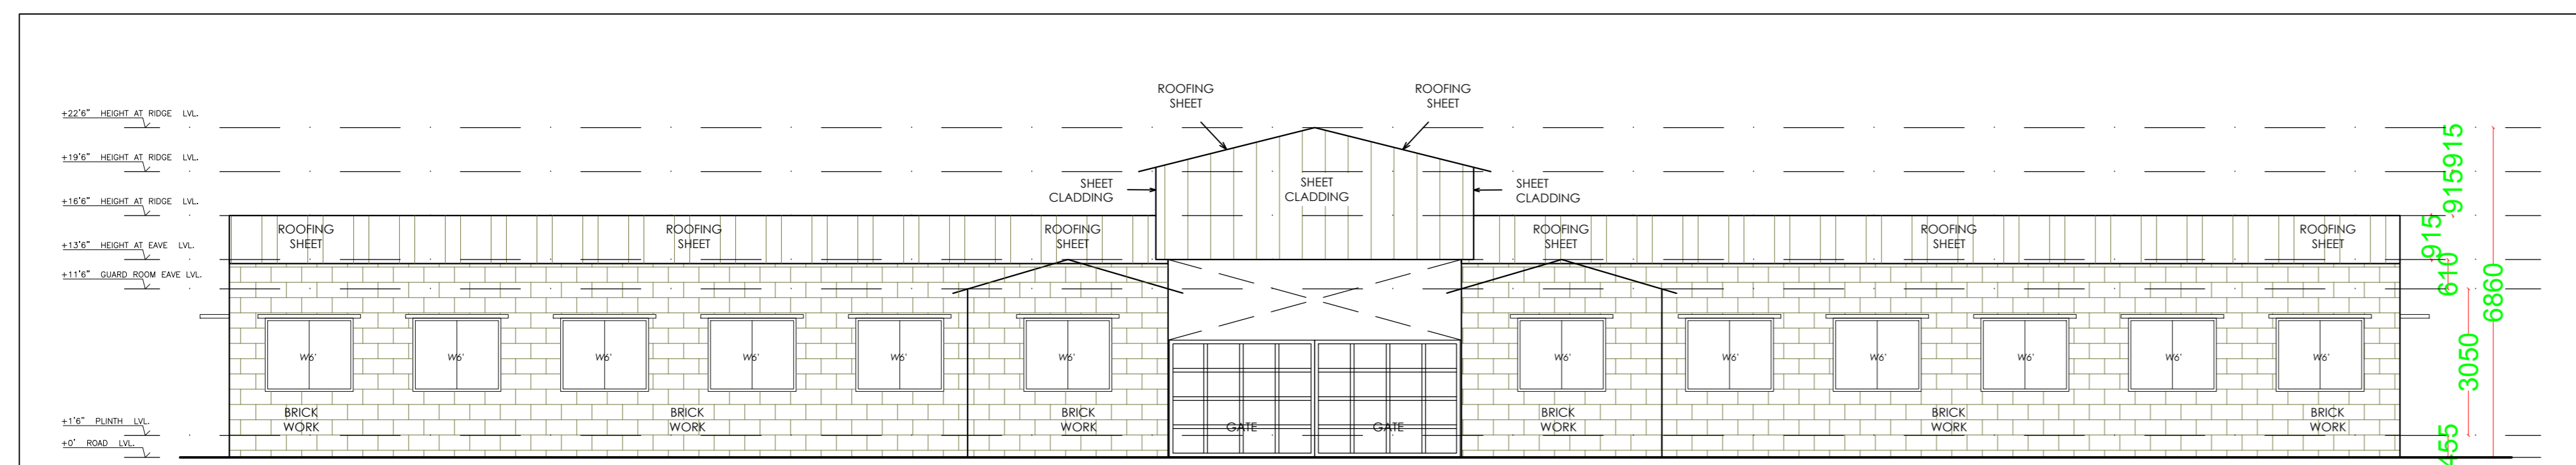 ROOFING
SHEET
ROOFING
SHEET
+22'6" HEIGHT AT RIDGE LVL.
+19'6" HEIGHT AT RIDGE LVL.
+16'6" HEIGHT AT RIDGE LVL.
+13'6" HEIGHT AT EAVE LVL.
+11'6" GUARD ROOM EAVE LVL.
+1'6" PLINTH LVL.
+0' ROAD LVL.
SHEET
CLADDING
SHEET
CLADDING
SHEET
CLADDING
ROOFING
SHEET
ROOFING
SHEET
ROOFING
SHEET
ROOFING
SHEET
ROOFING
SHEET
ROOFING
SHEET
W6'
W6'
W6'
W6'
W6'
W6'
W6'
W6'
W6'
W6'
W6'
W6'
BRICK
WORK
BRICK
WORK
BRICK
WORK
GATE
GATE
BRICK
WORK
BRICK
WORK
BRICK
WORK
915
915
915
610
6860
3050
455